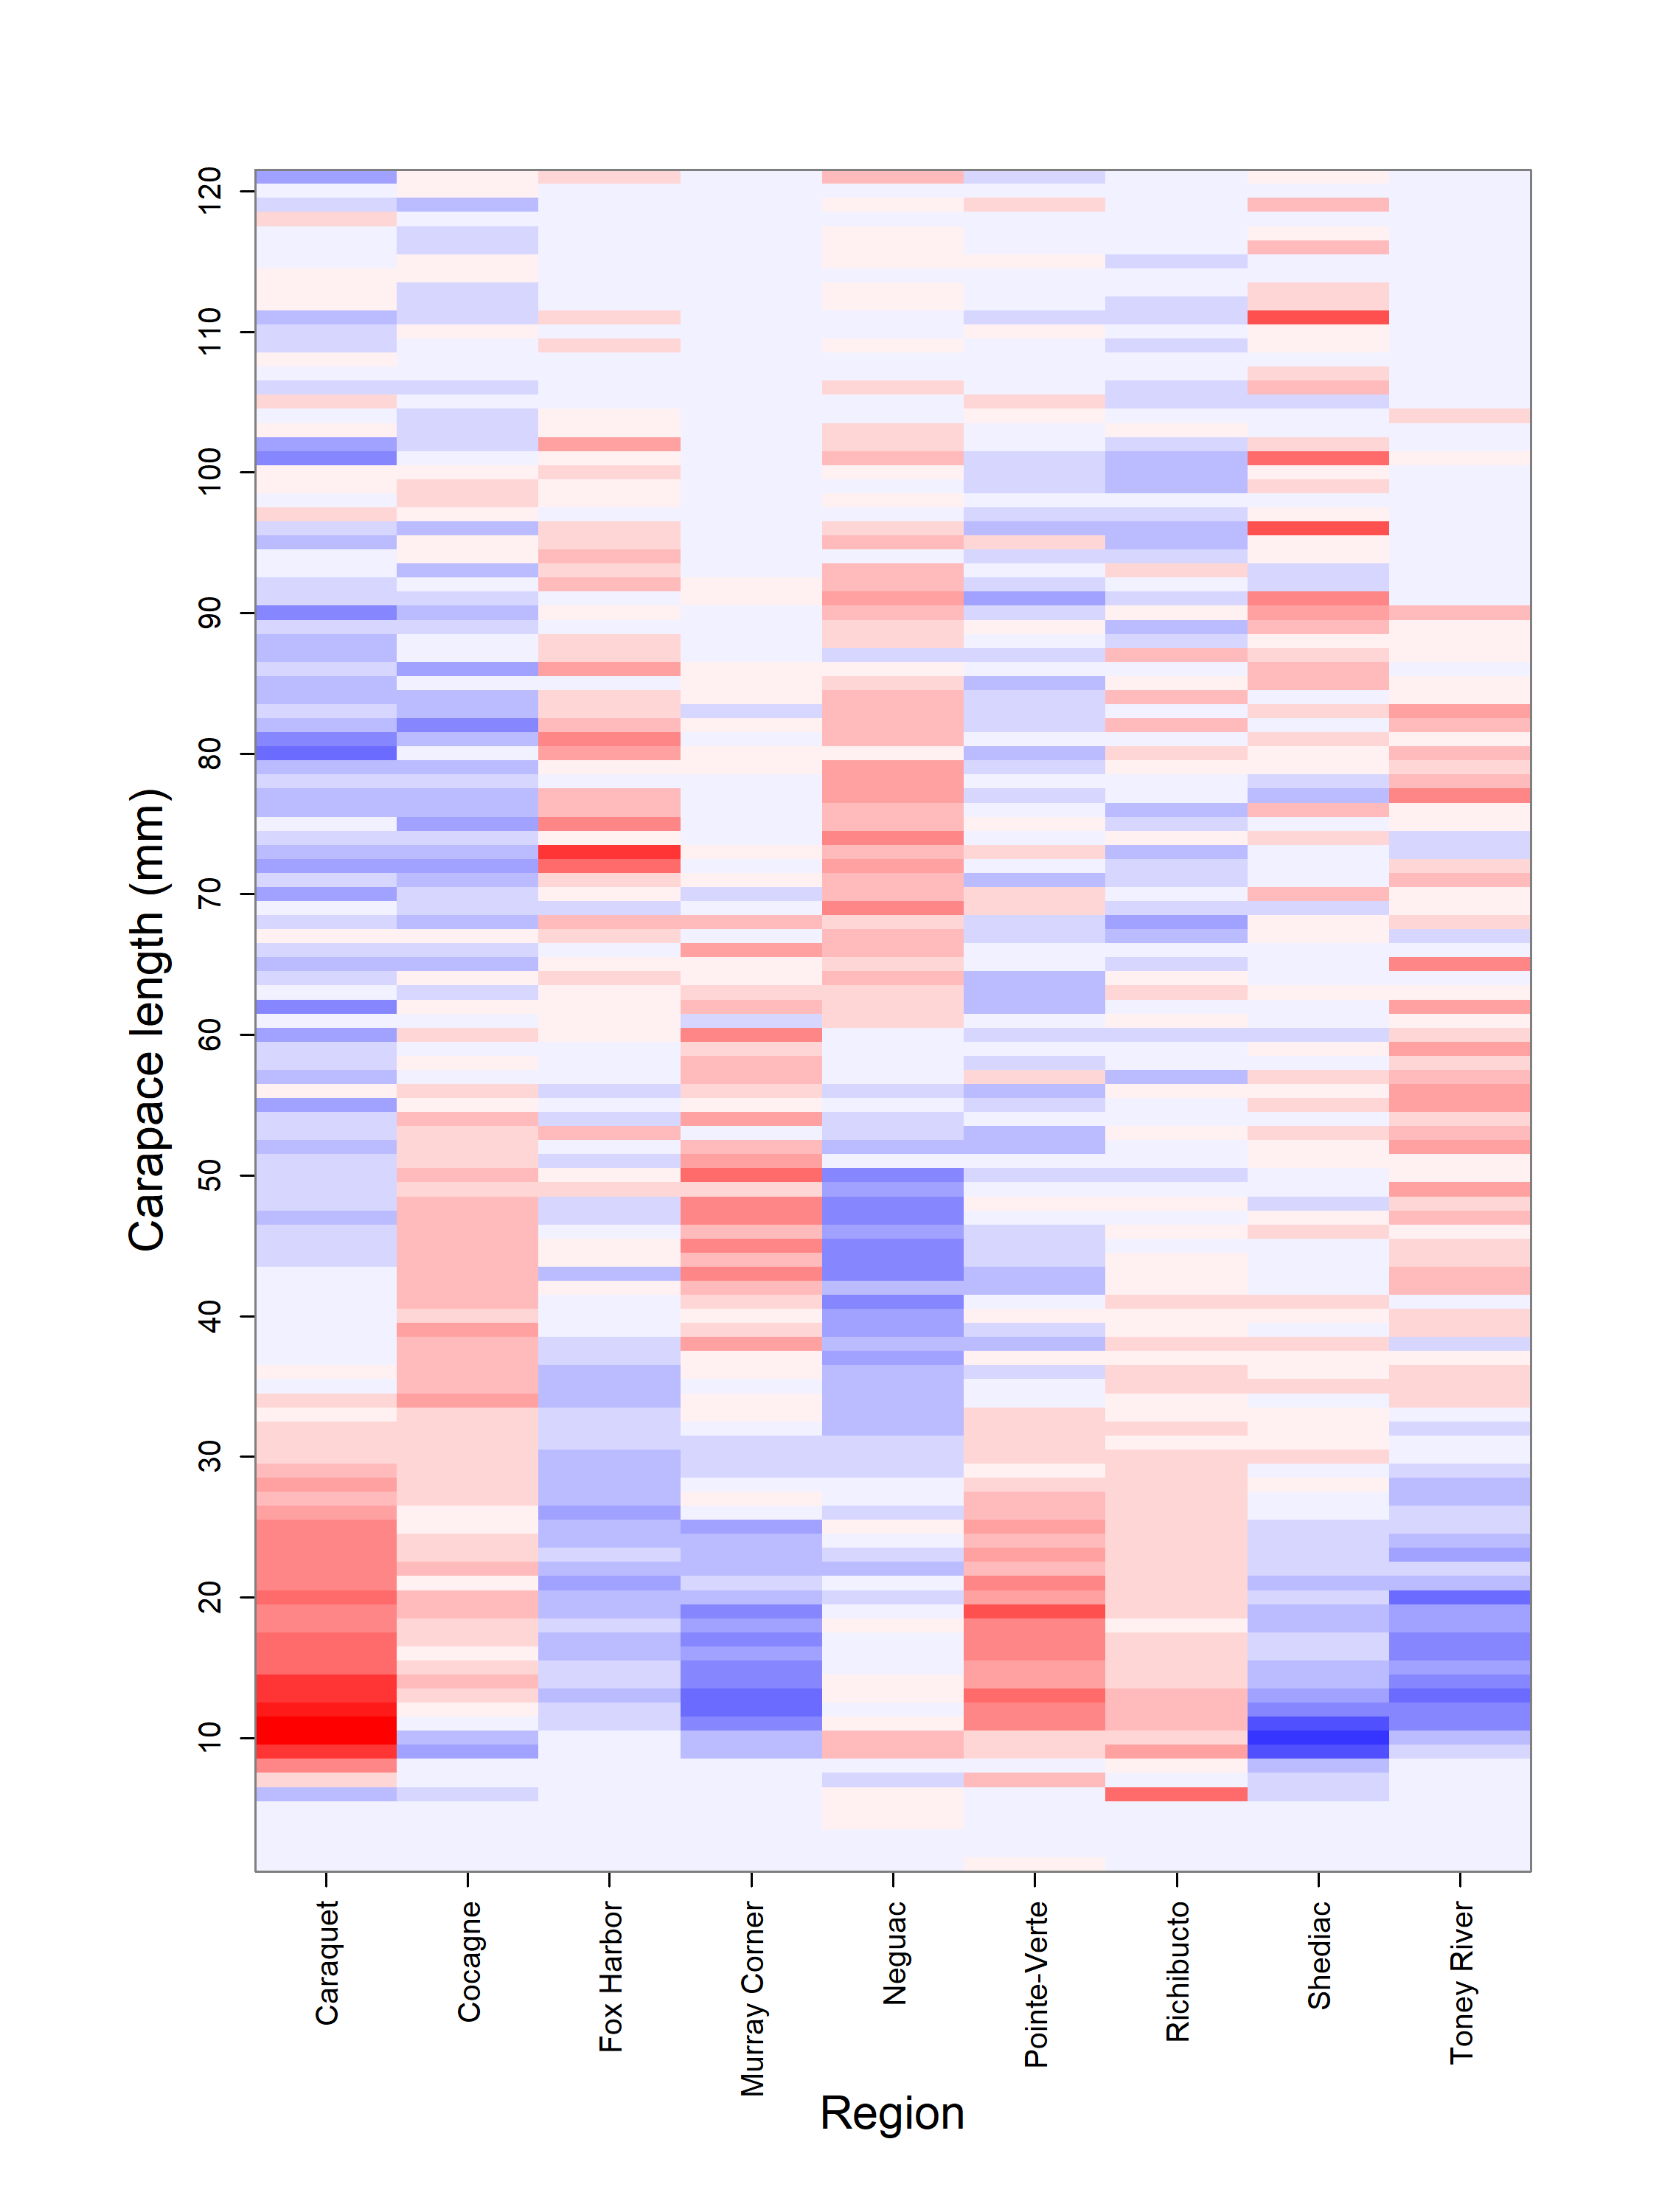 120
110
100
90
80
70
60
50
40
30
20
10
Carapace length (mm)
Caraquet
Cocagne
Fox Harbor
Murray Corner
Neguac
Pointe-Verte
Richibucto
Shediac
Toney River
Region